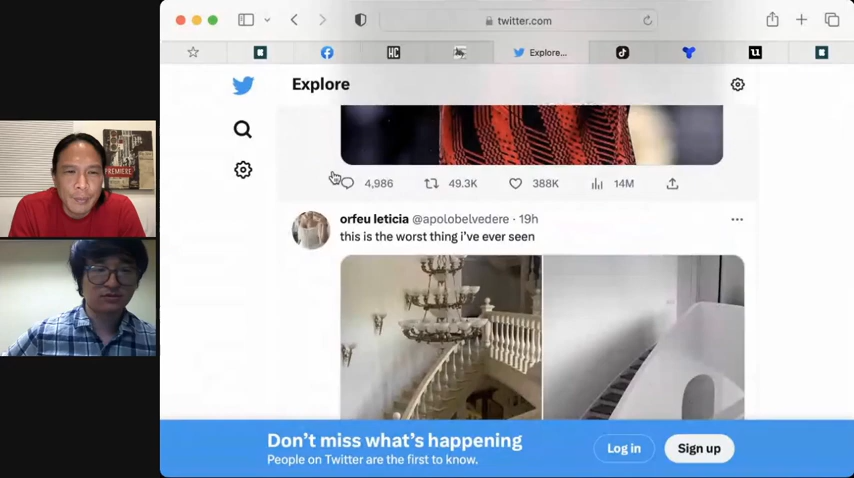 twitter.com
Explore...
Explore
4,986 49.3K 388K 14M
orfeu leticia @apolobelvedere · 19h
this is the worst thing i've ever seen
Don't miss what's happening
People on Twitter are the first to know.
Log in
Sign up
PREMIERE
HC
u